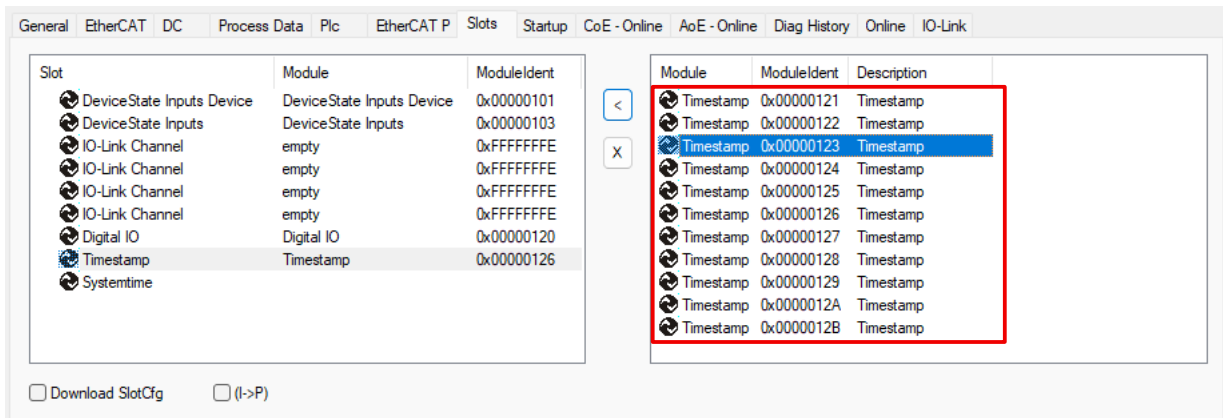 General EtherCAT DC Process Data Plc EtherCAT P Slots Startup CoE - Online AoE - Online Diag History Online IO-Link
Slot Module ModuleIdent
DeviceState Inputs Device DeviceState Inputs Device 0x00000101
DeviceState Inputs DeviceState Inputs 0x00000103
IO-Link Channel empty 0xFFFFFFFE
IO-Link Channel empty 0xFFFFFFFE
IO-Link Channel empty 0xFFFFFFFE
IO-Link Channel empty 0xFFFFFFFE
Digital IO Digital IO 0x00000120
Timestamp Timestamp 0x00000126
Systemtime
<
X
Module ModuleIdent Description
Timestamp 0x00000121 Timestamp
Timestamp 0x00000122 Timestamp
Timestamp 0x00000123 Timestamp
Timestamp 0x00000124 Timestamp
Timestamp 0x00000125 Timestamp
Timestamp 0x00000126 Timestamp
Timestamp 0x00000127 Timestamp
Timestamp 0x00000128 Timestamp
Timestamp 0x00000129 Timestamp
Timestamp 0x0000012A Timestamp
Timestamp 0x0000012B Timestamp
Download SlotCfg (I->P)